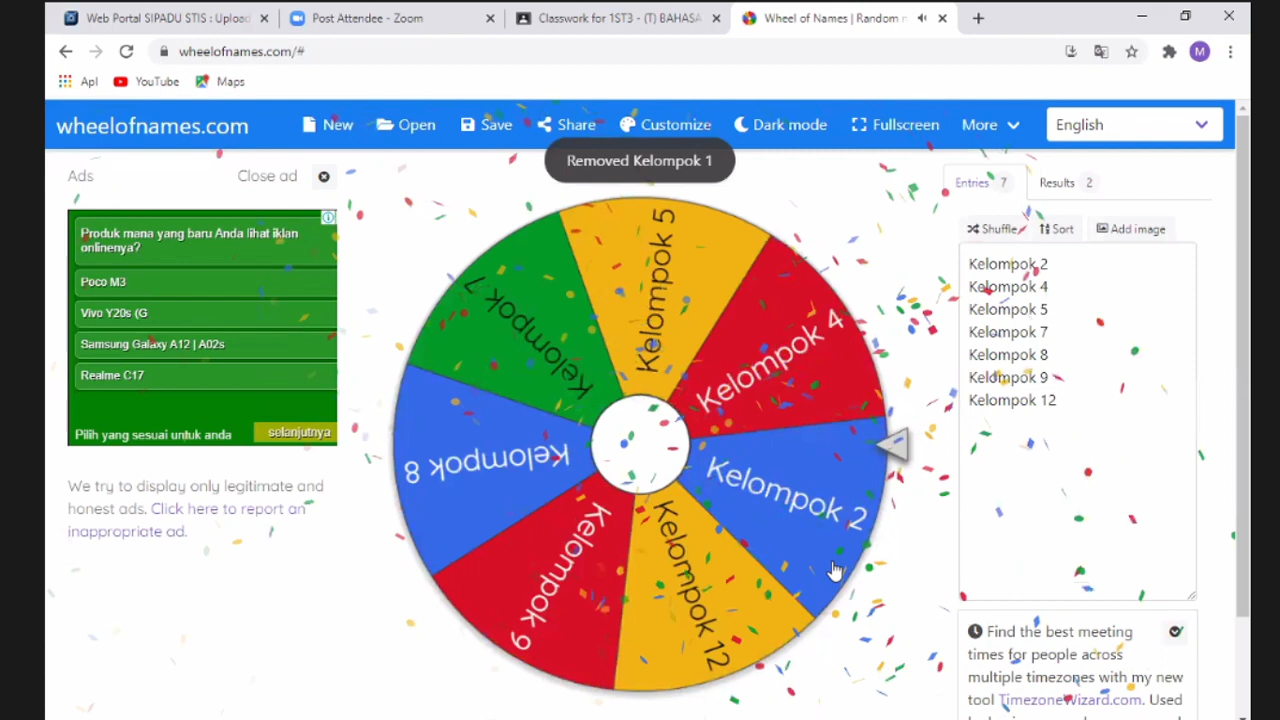 Web Portal SIPADU STIS : Upload
Post Attendee - Zoom
Classwork for 1ST3 - (T) BAHASA
Wheel of Names | Random n
wheelofnames.com/#
M
Apl
YouTube
Maps
wheelofnames.com
New
Open
Save
Share
Customize
Dark mode
Fullscreen
More
English
Removed Kelompok 1
Ads
Close ad
Produk mana yang baru Anda lihat iklan
onlinenya?
Poco M3
Vivo Y20s (G
Samsung Galaxy A12 | A02s
Realme C17
Pilih yang sesuai untuk anda
selanjutnya
We try to display only legitimate and
honest ads. Click here to report an
inappropriate ad.
Kelompok 5
Kelompok 4
Kelompok 2
Kelompok 12
Kelompok 9
Kelompok 8
Kelompok 7
Entries 7
Results 2
Shuffle
Sort
Add image
Kelompok 2
Kelompok 4
Kelompok 5
Kelompok 7
Kelompok 8
Kelompok 9
Kelompok 12
Find the best meeting
times for people across
multiple timezones with my new
tool TimezoneWizard.com. Used